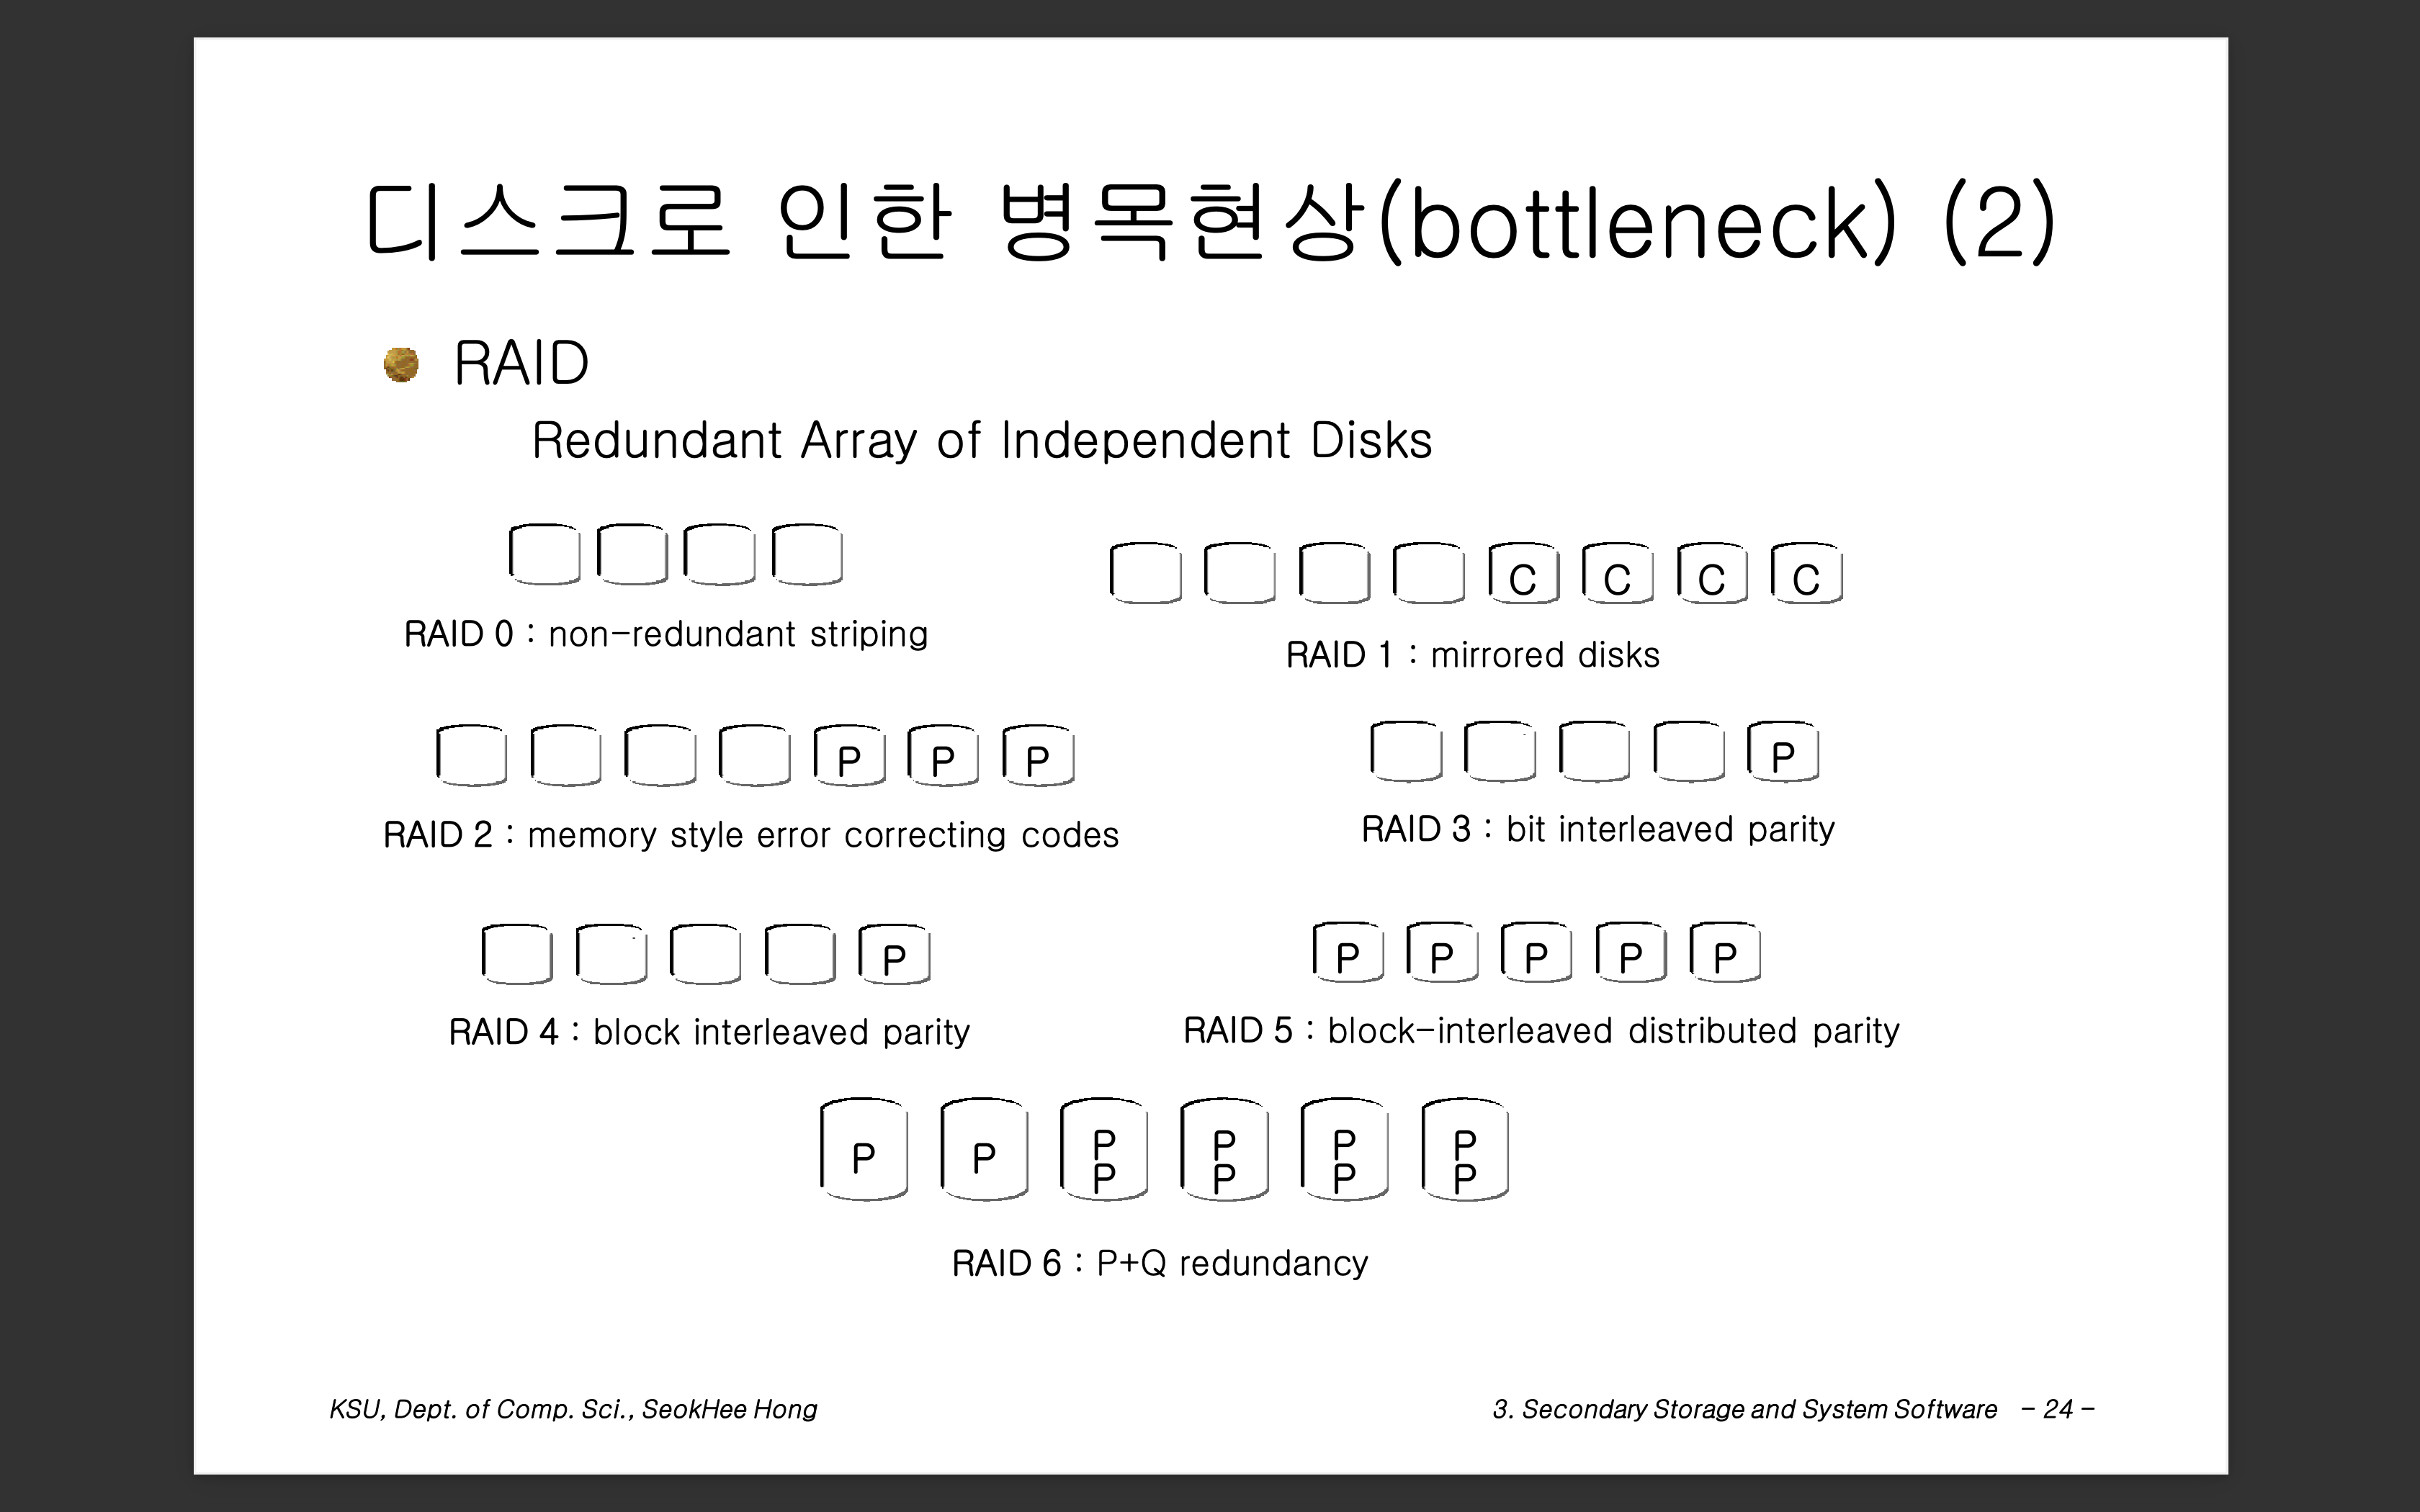 디스크로 인한 병목현상(bottleneck) (2)
RAID
Redundant Array of Independent Disks
C C C C
RAID 0 : non-redundant striping
RAID 1 : mirrored disks
P P P
P
RAID 2 : memory style error correcting codes
RAID 3 : bit interleaved parity
P
P P P P P
RAID 4 : block interleaved parity
RAID 5 : block-interleaved distributed parity
P P P P P P
P P P P
RAID 6 : P+Q redundancy
KSU, Dept. of Comp. Sci., SeokHee Hong
3. Secondary Storage and System Software - 24 -